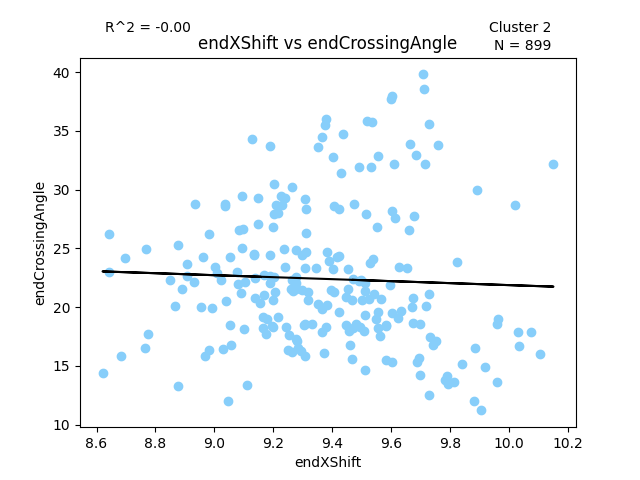 R^2 = -0.00
Cluster 2
endXShift vs endCrossingAngle
N = 899
40
35
30
25
20
15
10
endCrossingAngle
8.6 8.8 9.0 9.2 9.4 9.6 9.8 10.0 10.2
endXShift